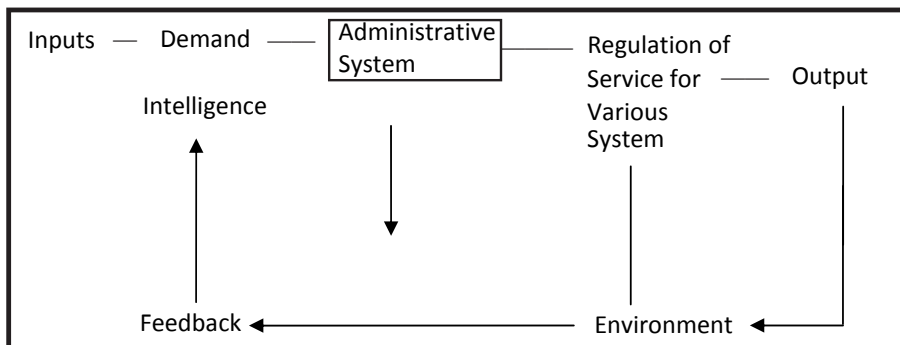 Inputs
Demand
Administrative
System
Regulation of
Service for
Various
System
Output
Intelligence
Feedback
Environment